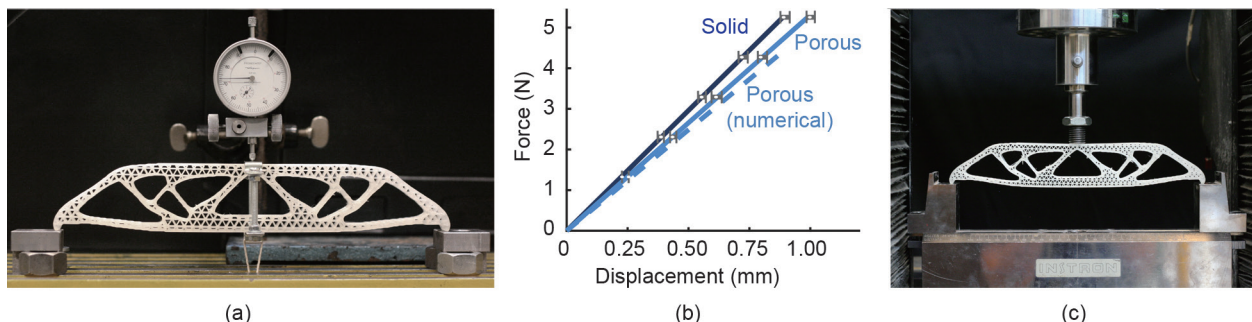 Solid
Porous
Porous
(numerical)
Force (N)
5
4
3
2
1
0
0
0.25
0.50
0.75
1.00
Displacement (mm)
INSTRON
(a)
(b)
(c)